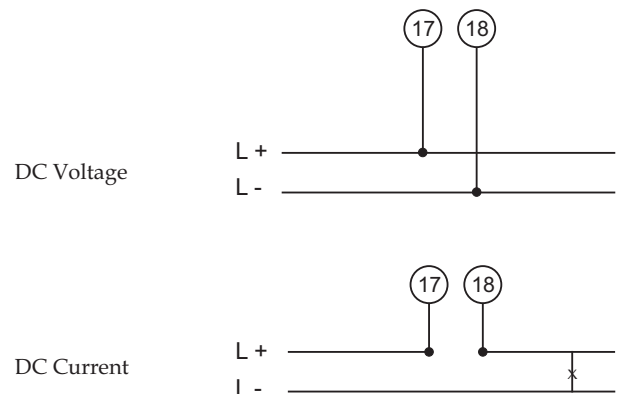 17 18
L +
DC Voltage
L -
17 18
L +
DC Current
L -
x